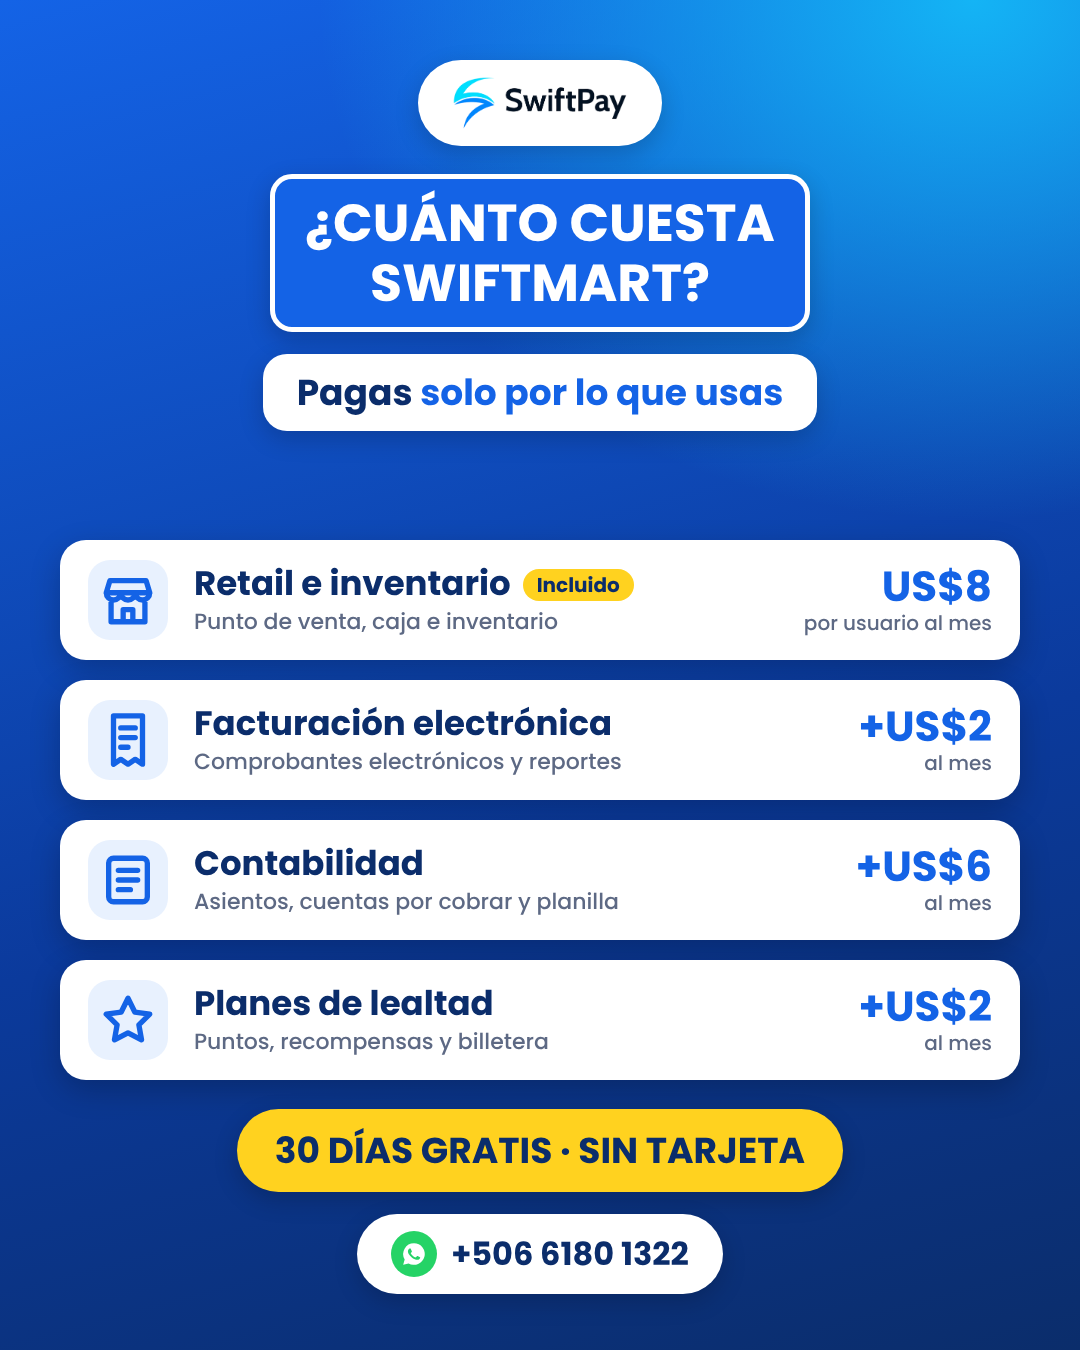 SwiftPay
¿CUÁNTO CUESTA
SWIFTMART?
Pagas solo por lo que usas
Retail e inventario Incluido
Punto de venta, caja e inventario
US$8
por usuario al mes
Facturación electrónica
Comprobantes electrónicos y reportes
+US$2
al mes
Contabilidad
Asientos, cuentas por cobrar y planilla
+US$6
al mes
Planes de lealtad
Puntos, recompensas y billetera
+US$2
al mes
30 DÍAS GRATIS · SIN TARJETA
+506 6180 1322